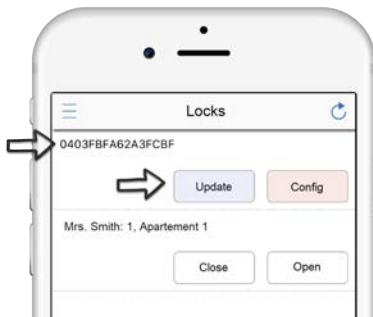 Locks
0403FBFA62A3FCBF
Update Config
Mrs. Smith: 1, Apartement 1
Close Open